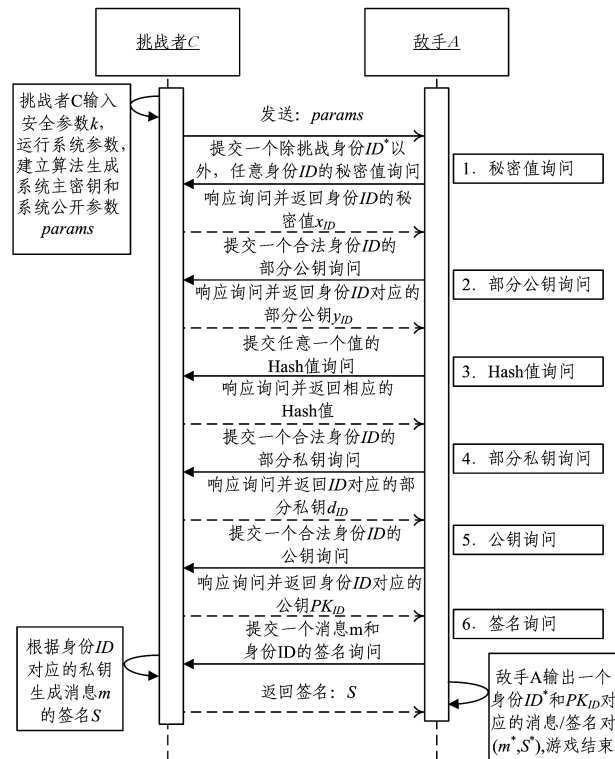 挑战者C
敌手A
挑战者C输入
安全参数k,
运行系统参数,
建立算法生成
系统主密钥和
系统公开参数
params
发送：params
提交一个除挑战身份ID*以
外，任意身份ID的秘密值询问
1．秘密值询问
响应询问并返回身份ID的秘
密值xID
提交一个合法身份ID的
部分公钥询问
2．部分公钥询问
响应询问并返回身份ID对应的
部分公钥yID
提交任意一个值的
Hash值询问
3．Hash值询问
响应询问并返回相应的
Hash值
提交一个合法身份ID的
部分私钥询问
4．部分私钥询问
响应询问并返回ID对应的部
分私钥dID
提交一个合法身份ID的
公钥询问
5．公钥询问
响应询问并返回身份ID对应的
公钥PKID
6．签名询问
提交一个消息m和
身份ID的签名询问
根据身份ID
对应的私钥
生成消息m
的签名S
返回签名：S
敌手A输出一个
身份ID*和PKID对
应的消息/签名对
(m*,S*),游戏结束